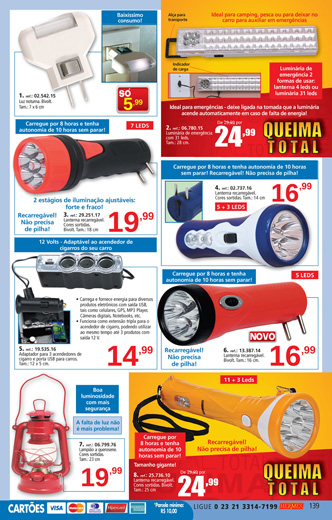 Baixíssimo
consumo!
1. ref.: 02.542.15
Luz noturna. Bivolt.
Tam.: 7 x 6 cm
SÓ
5,99
Alça para
transporte
Ideal para camping, pesca ou para deixar no
carro para auxiliar em emergências
Indicador
de carga
Luminária de
emergência 2
formas de usar:
lanterna 4 leds ou
luminária 31 leds
Ideal para emergências - deixe ligada na tomada que a luminária
acende automaticamente em caso de falta de energia!
2. ref.: 06.780.15
Luminária de emergência
com 31 leds.
Tam.: 28 cm.
De 29,40 por
24,99
QUEIMA
TOTAL
Carregue por 8 horas e tenha
autonomia de 10 horas sem parar!
7 LEDS
2 estágios de iluminação ajustáveis:
forte e fraco!
Recarregável!
Não precisa
de pilha!
3. ref.: 29.251.17
Lanterna recarregável.
Cores sortidas.
Bivolt. Tam.: 18 cm
19,99
Carregue por 8 horas e tenha autonomia de 10 horas
sem parar! Recarregável! Não precisa de pilha!
4. ref.: 02.737.16
Lanterna recarregável.
Cores sortidas. Tam.: 14 cm
5 + 3 LEDS
16,99
12 Volts - Adaptável ao acendedor de
cigarros do seu carro
• Carrega e fornece energia para diversos
produtos eletrônicos com saída USB,
tais como celulares, GPS, MP3 Player,
Câmeras digitais, Notebooks, etc.
• Funciona como extensão tripla para o
acendedor de cigarro, podendo utilizar
ao mesmo tempo até 3 produtos com
saída 12 V.
5. ref.: 19.535.16
Adaptador para 3 acendedores de
cigarro e porta USB para carros.
Tam.: 12 x 5 cm.
14,99
Carregue por 8 horas e tenha
autonomia de 10 horas sem parar!
5 LEDS
NOVO
Recarregável!
Não precisa
de pilha!
6. ref.: 13.387.14
Lanterna recarregável.
Bivolt. Tam.: 16 cm
16,99
Boa
luminosidade
com mais
segurança
A falta de luz não
é mais problema!
7. ref.: 06.799.76
Lampião a querosene.
Cores sortidas.
Tam.: 23 cm
19,99
11 + 3 LEDs
Carregue por
8 horas e tenha
autonomia de
10 horas
sem parar!
Recarregável!
Não precisa de pilha!
Tamanho gigante!
8. ref.: 25.736.10
Lanterna recarregável.
Cores sortidas. Bivolt.
Tam.: 25 cm
De 29,40 por
24,99
QUEIMA
TOTAL
CARTÕES
VISA
Hipercard
Parcela mínima
R$ 15,00
LIGUE 0 23 21 3314-7199
HERMES
139